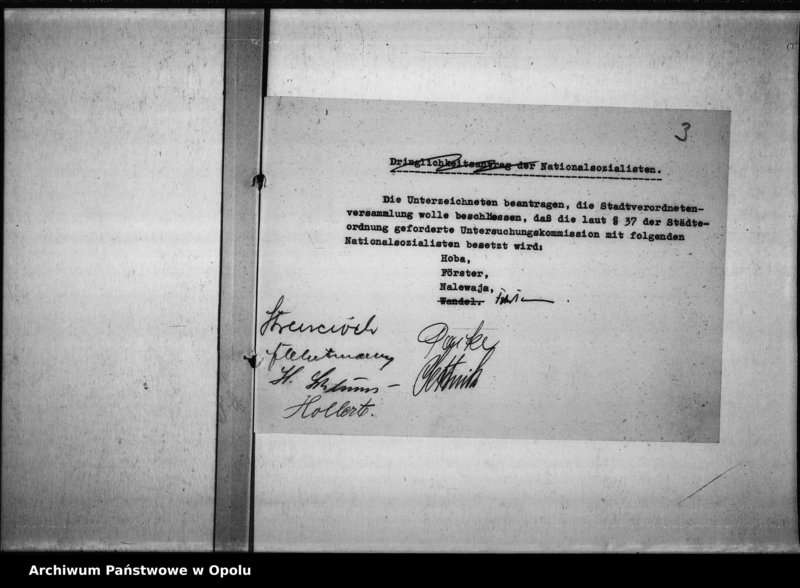 3
Dringlichkeitsantrag der Nationalsozialisten.
Die Unterzeichneten beantragen, die Stadtverordneten-
versammlung wolle beschliessen, daß die laut § 37 der Städte-
ordnung geforderte Untersuchungskommission mit folgenden
Nationalsozialisten besetzt wird:
Hoba,
Förster,
Nalewaja,
Wandel.
Hollert.
Archiwum Państwowe w Opolu